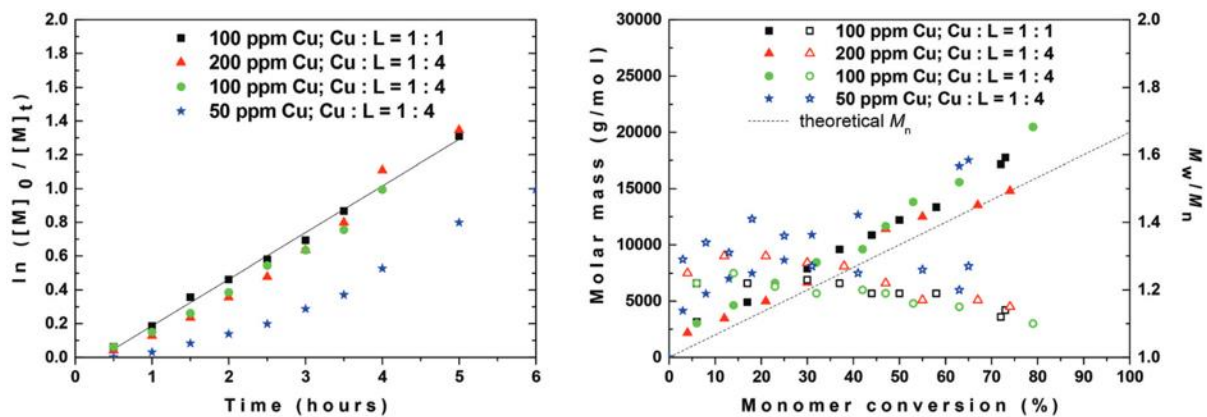 2.0
1.8
1.6
1.4
1.2
1.0
0.8
0.6
0.4
0.2
0.0
ln ([M]0 / [M]t)
100 ppm Cu; Cu : L = 1 : 1
200 ppm Cu; Cu : L = 1 : 4
100 ppm Cu; Cu : L = 1 : 4
50 ppm Cu; Cu : L = 1 : 4
0 1 2 3 4 5 6
Time (hours)
30000
25000
20000
15000
10000
5000
0
Molar mass (g/mol)
100 ppm Cu; Cu : L = 1 : 1
200 ppm Cu; Cu : L = 1 : 4
100 ppm Cu; Cu : L = 1 : 4
50 ppm Cu; Cu : L = 1 : 4
theoretical Mn
2.0
1.8
1.6
1.4
1.2
1.0
Mw/Mn
0 10 20 30 40 50 60 70 80 90 100
Monomer conversion (%)